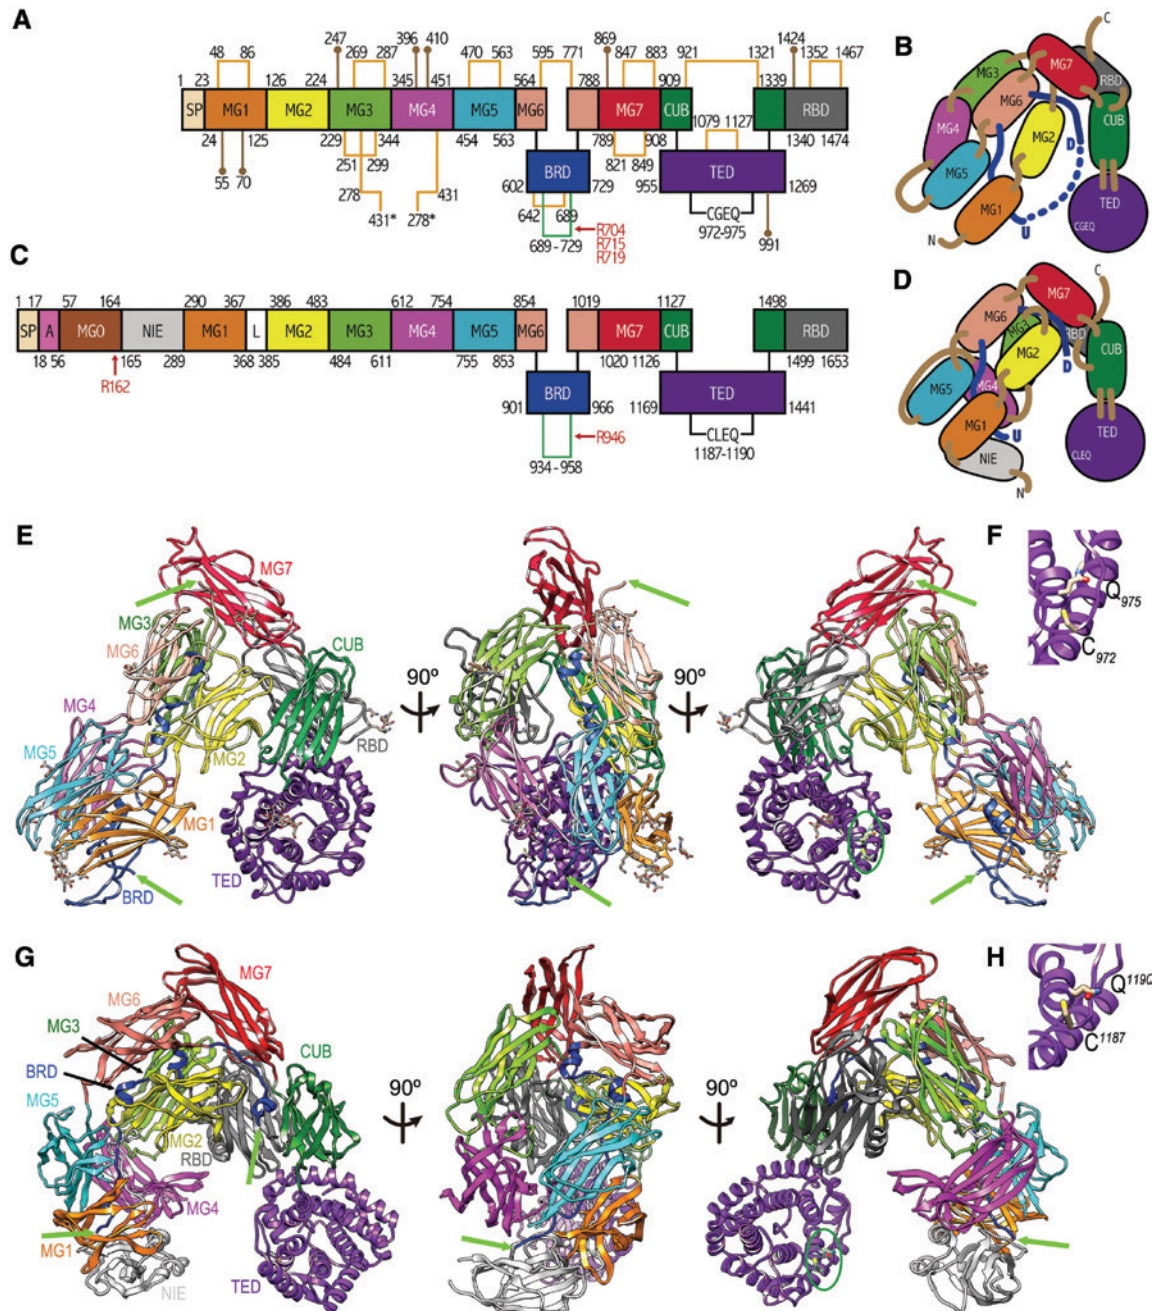 A
247 396 410 869 1424
48 86 269 287 470 563 595 771 847 883 921 1321 1352 1467
1 23 126 224 345 451 564 788 909 1339
SP MG1 MG2 MG3 MG4 MG5 MG6 MG7 CUB RBD
24 125 229 344 454 563 789 908 1079 1127 1340 1474
251 299 821 849
55 70 278 431 602 BRD 729 955 TED 1269
431* 278* 642 689 CGEQ
689 - 729 972-975 991
R704
R715
R719
B
C
MG7
MG3 RBD
MG6 CUB
MG4 MG2 D
MG5
MG1 TED
CGEQ
N U
C
1 17 57 164 290 367 386 483 612 754 854 1019 1127 1498
SP A MG0 NIE MG1 L MG2 MG3 MG4 MG5 MG6 MG7 CUB RBD
18 56 165 289 368 385 484 611 755 853 1020 1126 1499 1653
R162
901 BRD 966 1169 TED 1441
R946 CLEQ
934 - 958 1187-1190
D
C
MG7
MG6
MG3 RBD
MG2 CUB
D
MG5 MG4
MG1 TED
U CLEQ
NIE
N
E
MG7
MG3
MG6 CUB
MG4
RBD
MG5 MG2
MG1
TED
BRD
90º 90º
F
Q975
C972
G
MG7
MG6
MG3
CUB
BRD
MG5
MG2
RBD
MG4
MG1
NIE TED
90º 90º
H
Q1190
C1187